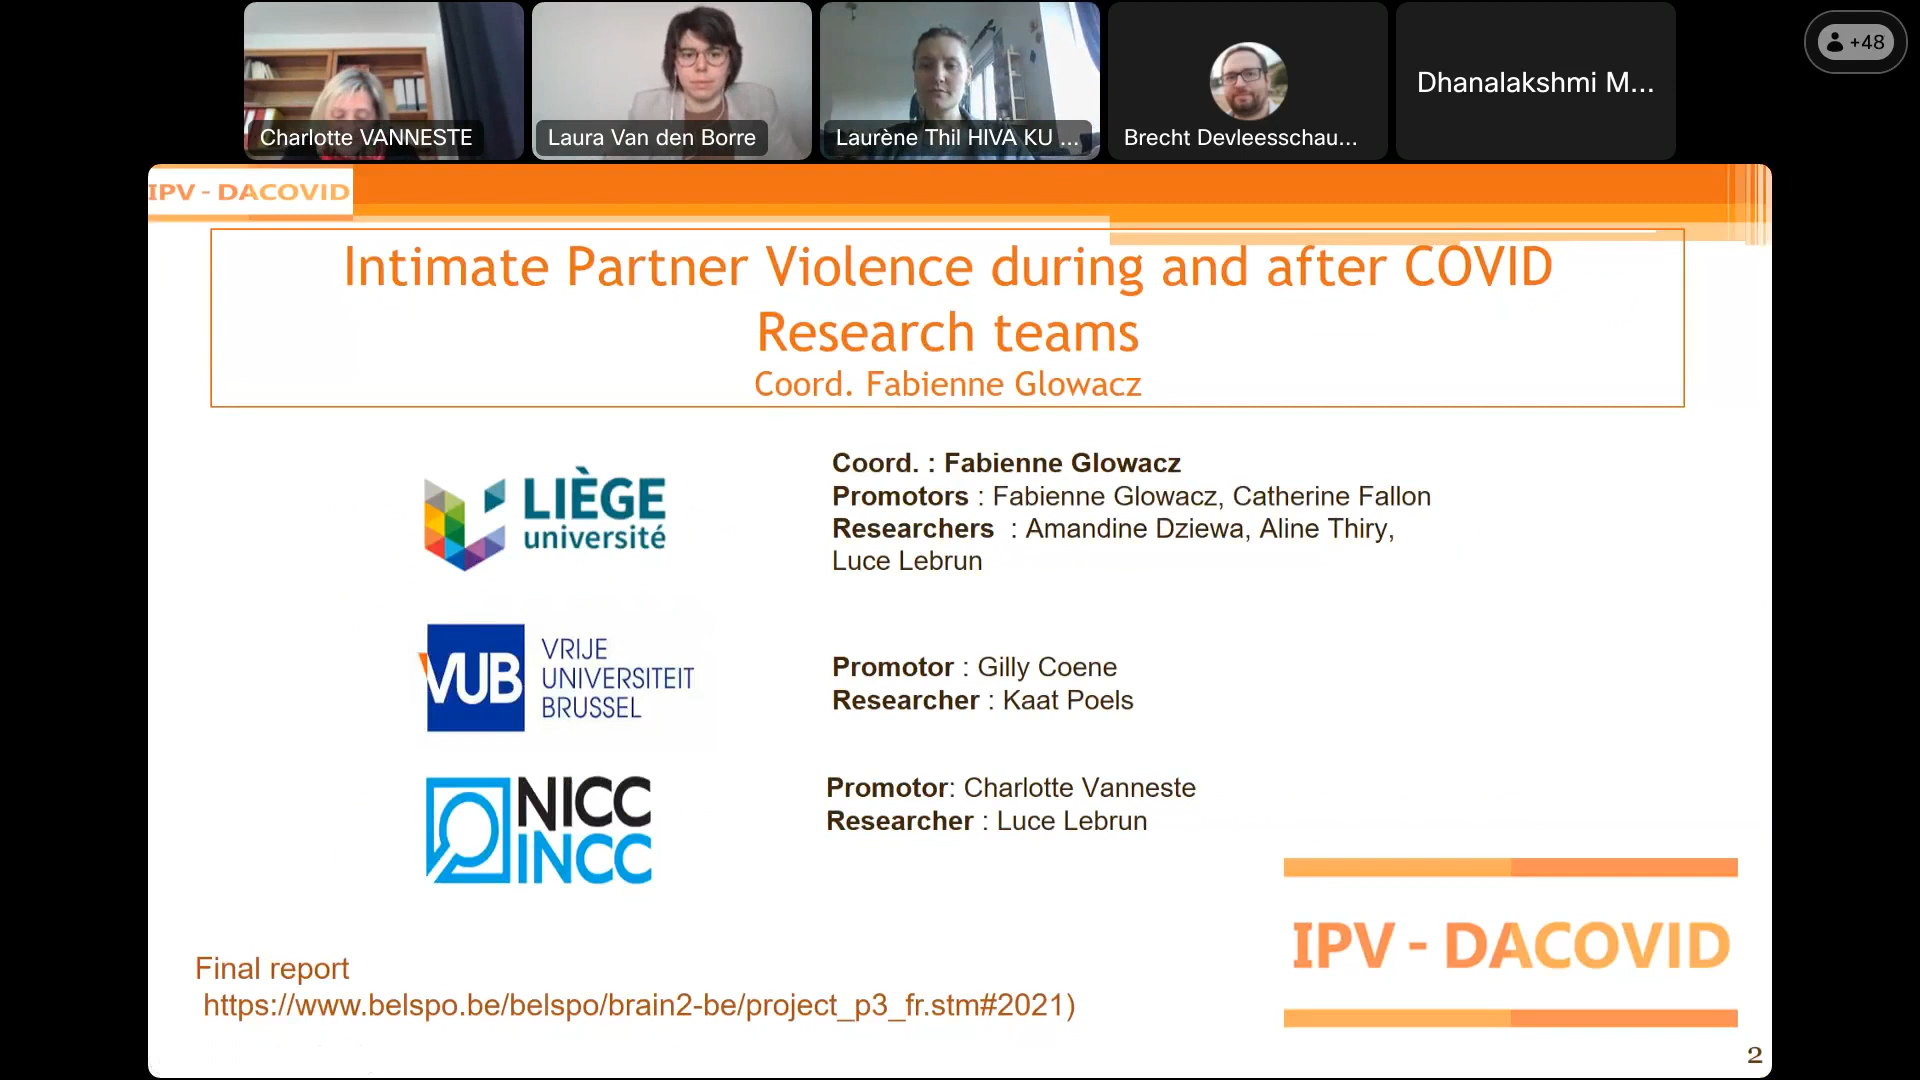 Charlotte VANNESTE
Laura Van den Borre
Laurène Thil HIVA KU ...
Brecht Devleesschau...
Dhanalakshmi M...
+48
IPV - DACOVID
Intimate Partner Violence during and after COVID
Research teams
Coord. Fabienne Glowacz
LIÈGE
université
Coord. : Fabienne Glowacz
Promotors : Fabienne Glowacz, Catherine Fallon
Researchers : Amandine Dziewa, Aline Thiry,
Luce Lebrun
VUB
VRIJE
UNIVERSITEIT
BRUSSEL
Promotor : Gilly Coene
Researcher : Kaat Poels
NICC
INCC
Promotor: Charlotte Vanneste
Researcher : Luce Lebrun
IPV - DACOVID
Final report
https://www.belspo.be/belspo/brain2-be/project_p3_fr.stm#2021)
2